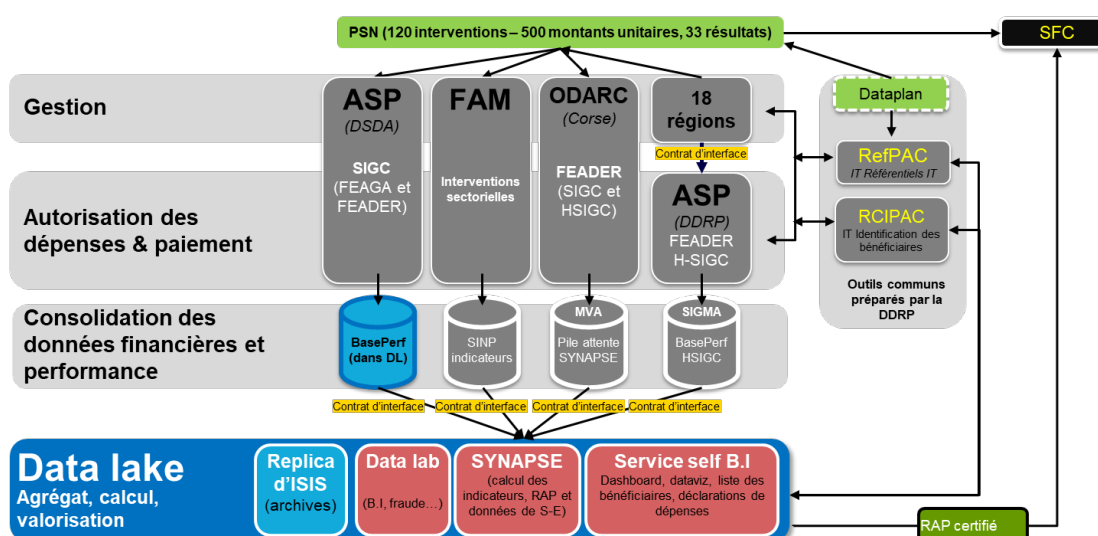 PSN (120 interventions – 500 montants unitaires, 33 résultats)
SFC
Gestion
ASP
(DSDA)
SIGC
(FEAGA et
FEADER)
FAM
Interventions
sectorielles
ODARC
(Corse)
FEADER
(SIGC et
HSIGC)
18
régions
Contrat d'interface
ASP
(DDRP)
FEADER
H-SIGC
Dataplan
RefPAC
IT Référentiels IT
RCIPAC
IT Identification des
bénéficiaires
Outils communs
préparés par la
DDRP
Autorisation des
dépenses & paiement
Consolidation des
données financières et
performance
BasePerf
(dans DL)
SINP
indicateurs
MVA
Pile attente
SYNAPSE
SIGMA
BasePerf
HSIGC
Contrat d'interface
Contrat d'interface
Contrat d'interface
Contrat d'interface
Data lake
Agrégat, calcul,
valorisation
Replica
d'ISIS
(archives)
Data lab
(B.I, fraude…)
SYNAPSE
(calcul des
indicateurs, RAP et
données de S-E)
Service self B.I
Dashboard, dataviz, liste des
bénéficiaires, déclarations de
dépenses
RAP certifié